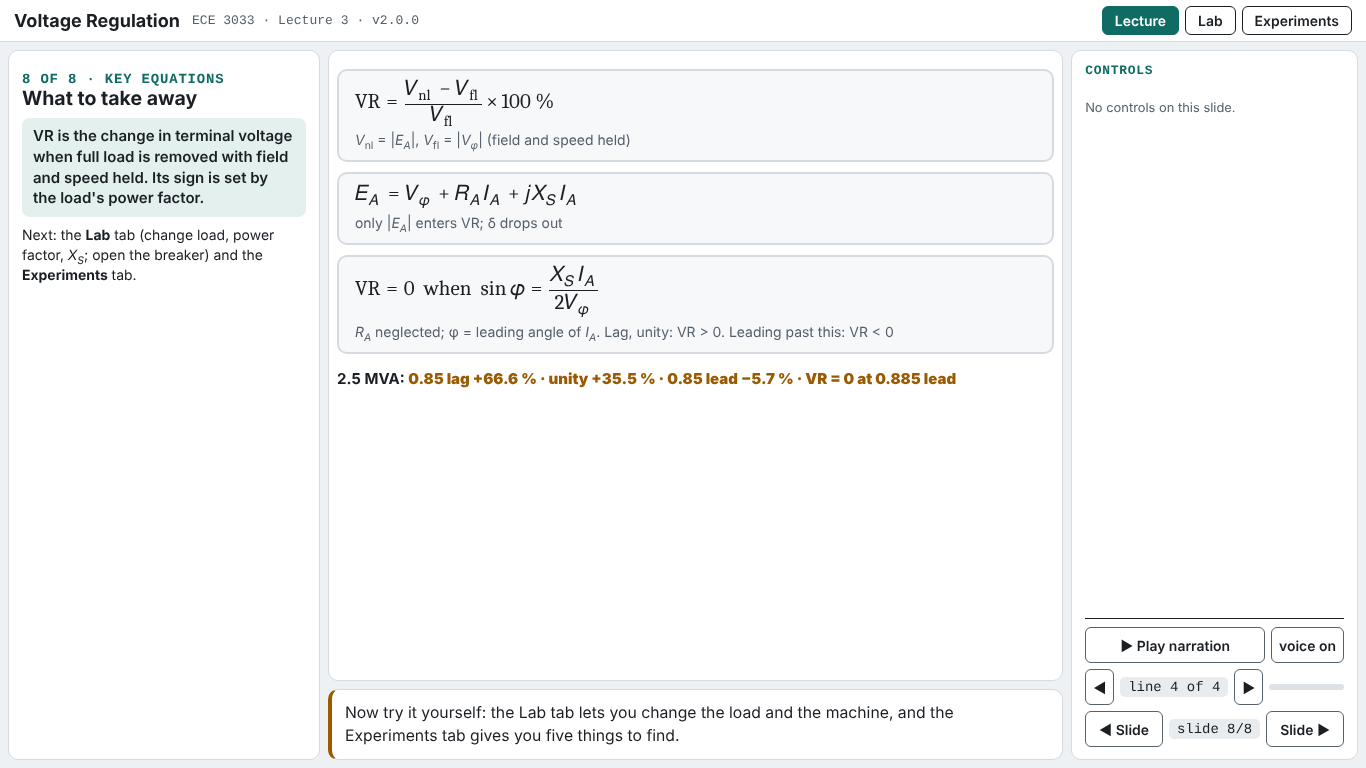 Voltage Regulation ECE 3033 · Lecture 3 · v2.0.0
Lecture Lab Experiments
8 OF 8 · KEY EQUATIONS
What to take away
VR is the change in terminal voltage
when full load is removed with field
and speed held. Its sign is set by
the load's power factor.
Next: the Lab tab (change load, power
factor, X_S; open the breaker) and the
Experiments tab.
VR = (V_nl − V_fl) / V_fl × 100 %
V_nl = |E_A|, V_fl = |V_φ| (field and speed held)
E_A = V_φ + R_A I_A + jX_S I_A
only |E_A| enters VR; δ drops out
VR = 0 when sin φ = X_S I_A / 2V_φ
R_A neglected; φ = leading angle of I_A. Lag, unity: VR > 0. Leading past this: VR < 0
2.5 MVA: 0.85 lag +66.6 % · unity +35.5 % · 0.85 lead −5.7 % · VR = 0 at 0.885 lead
Now try it yourself: the Lab tab lets you change the load and the machine, and the
Experiments tab gives you five things to find.
CONTROLS
No controls on this slide.
▶ Play narration voice on
◀ line 4 of 4 ▶
◀ Slide slide 8/8 Slide ▶